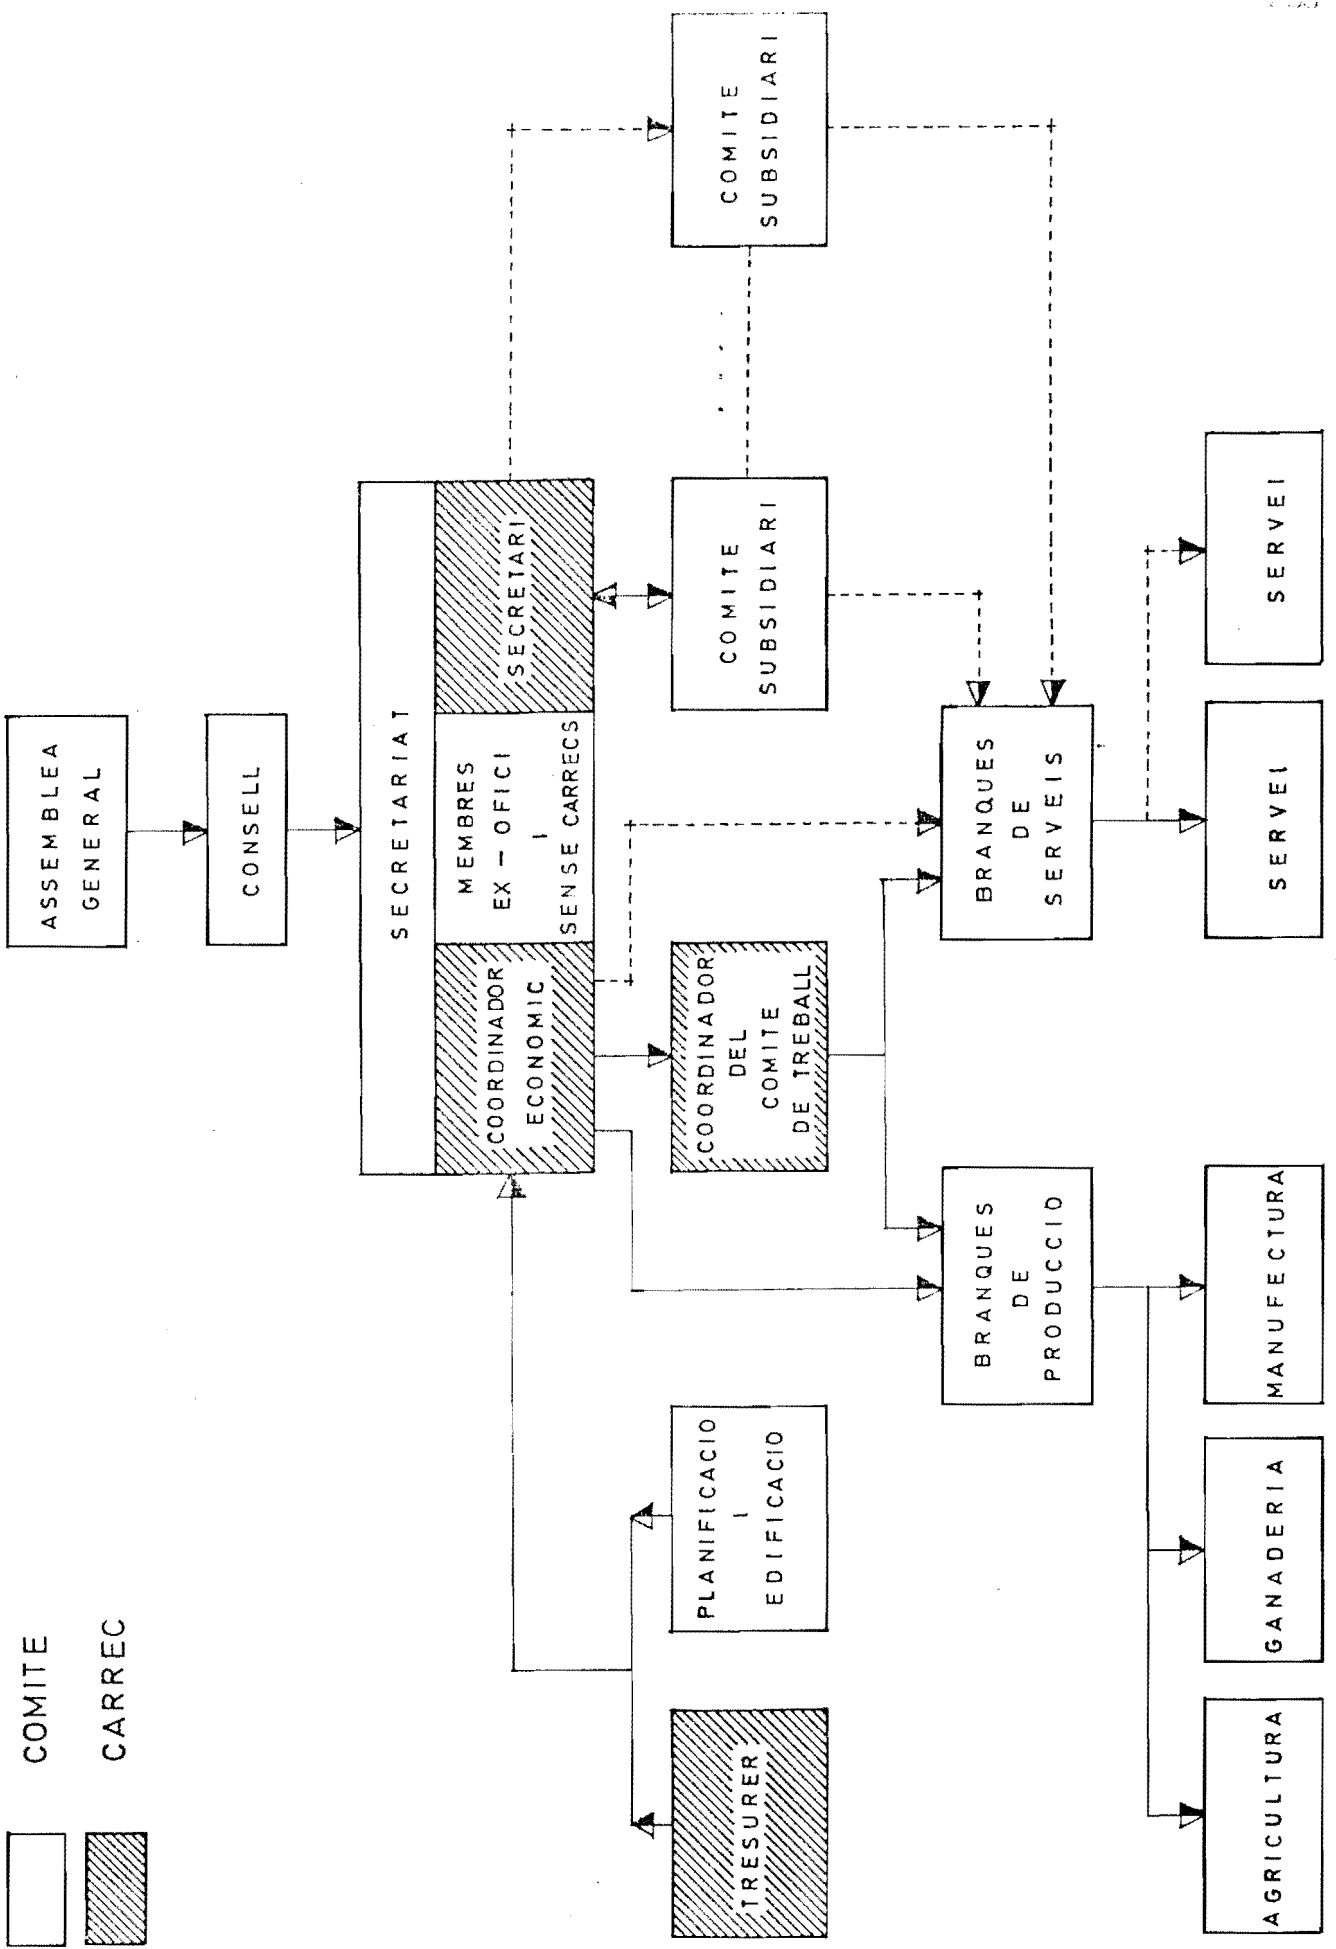 COMITE
CARREC
ASSEMBLEA
GENERAL
CONSELL
SECRETARIAT
COORDINADOR
ECONOMIC
MEMBRES
EX-OFICI
I
SENSE CARRECS
SECRETARI
TRESURER
PLANIFICACIO
I
EDIFICACIO
COORDINADOR
DEL
COMITE
DE TREBALL
COMITE
SUBSIDIARI
COMITE
SUBSIDIARI
BRANQUES
DE
PRODUCCIO
BRANQUES
DE
SERVEIS
AGRICULTURA
GANADERIA
MANUFECTURA
SERVEI
SERVEI